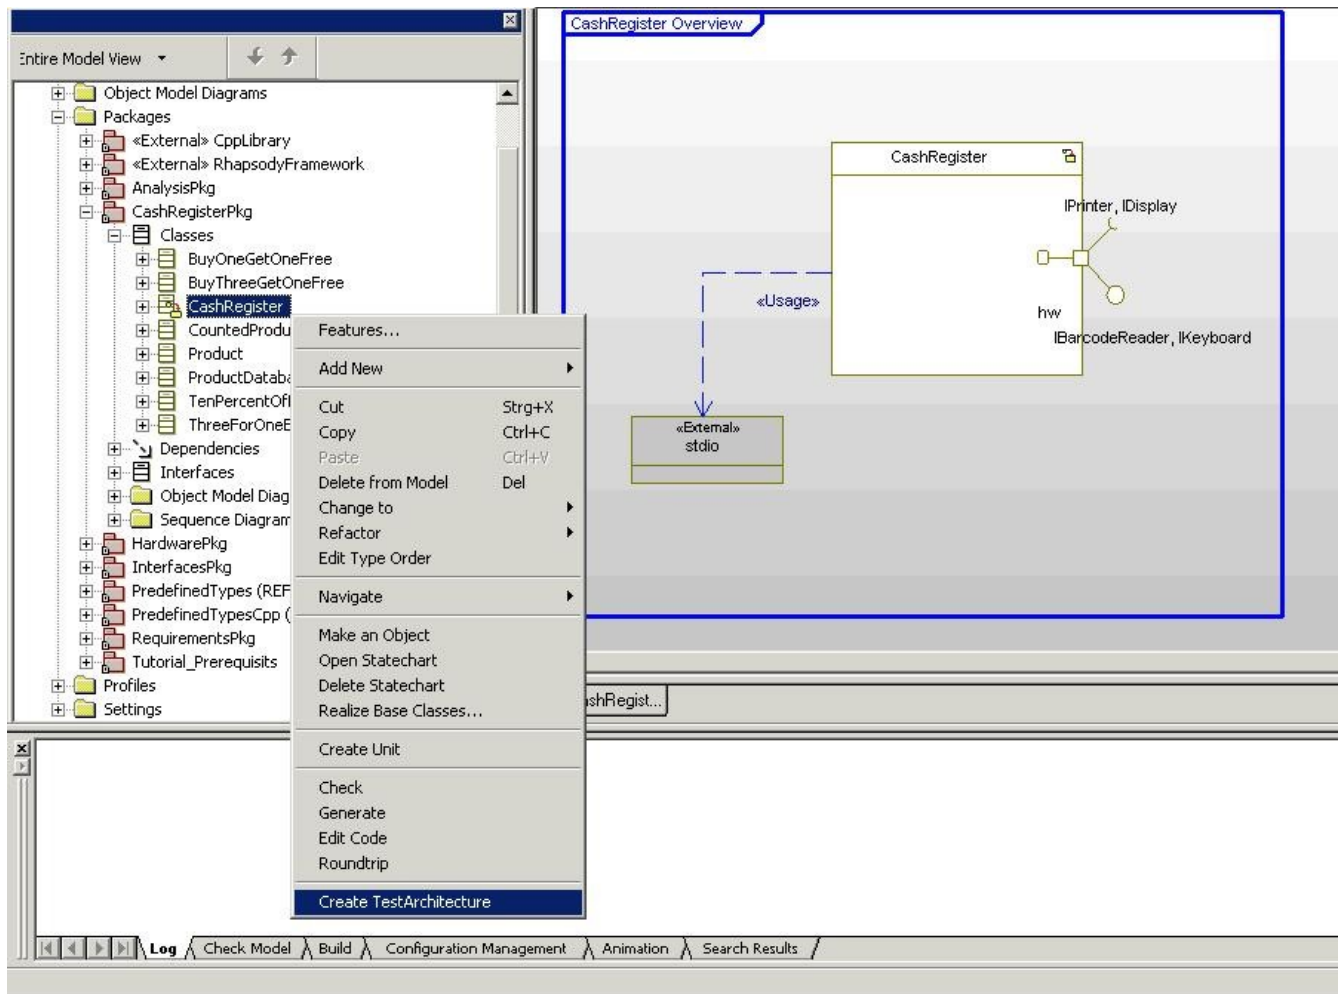 Entire Model View
Object Model Diagrams
Packages
«External» CppLibrary
«External» RhapsodyFramework
AnalysisPkg
CashRegisterPkg
Classes
BuyOneGetOneFree
BuyThreeGetOneFree
CashRegister
CountedProdu
Product
ProductDataba
TenPercentOf
ThreeForOneE
Dependencies
Interfaces
Object Model Diag
Sequence Diagram
HardwarePkg
InterfacesPkg
PredefinedTypes (REF
PredefinedTypesCpp (
RequirementsPkg
Tutorial_Prerequisits
Profiles
Settings
Features...
Add New
Cut Strg+X
Copy Ctrl+C
Paste Ctrl+V
Delete from Model Del
Change to
Refactor
Edit Type Order
Navigate
Make an Object
Open Statechart
Delete Statechart
Realize Base Classes...
Create Unit
Check
Generate
Edit Code
Roundtrip
Create TestArchitecture
CashRegister Overview
CashRegister
IPrinter, IDisplay
«Usage»
hw
IBarcodeReader, IKeyboard
«External»
stdio
ashRegist...
Log Check Model Build Configuration Management Animation Search Results